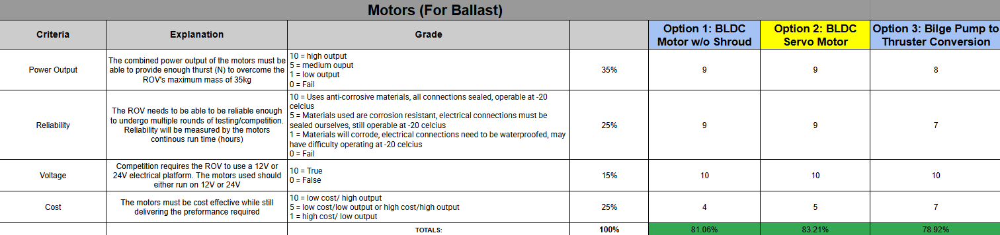 Motors (For Ballast)
Criteria
Explanation
Grade
Option 1: BLDC
Motor w/o Shroud
Option 2: BLDC
Servo Motor
Option 3: Bilge Pump to
Thruster Conversion
Power Output
The combined power output of the motors must be
able to provide enough thurst (N) to overcome the
ROV's maximum mass of 35kg
10 = high output
5 = medium ouput
1 = low output
0 = Fail
35%
9
9
8
Reliability
The ROV needs to be able to be reliable enough
to undergo multiple rounds of testing/competition.
Reliability will be measured by the motors
continous run time (hours)
10 = Uses anti-corrosive materials, all connections sealed, operable at -20
celcius
5 = Materials used are corrosion resistant, electrical connections must be
sealed ourselves, still operable at -20 celcius
1 = Materials will corrode, electrical connections need to be waterproofed, may
have difficulty operating at -20 celcius
0 = Fail
25%
9
9
7
Voltage
Competition requires the ROV to use a 12V or
24V electrical platform. The motors used should
either run on 12V or 24V
10 = True
0 = False
15%
10
10
10
Cost
The motors must be cost effective while still
delivering the preformance required
10 = low cost/ high output
5 = low cost/low output or high cost/high output
1 = high cost/ low output
25%
4
5
7
TOTALS:
100%
81.06%
83.21%
78.92%